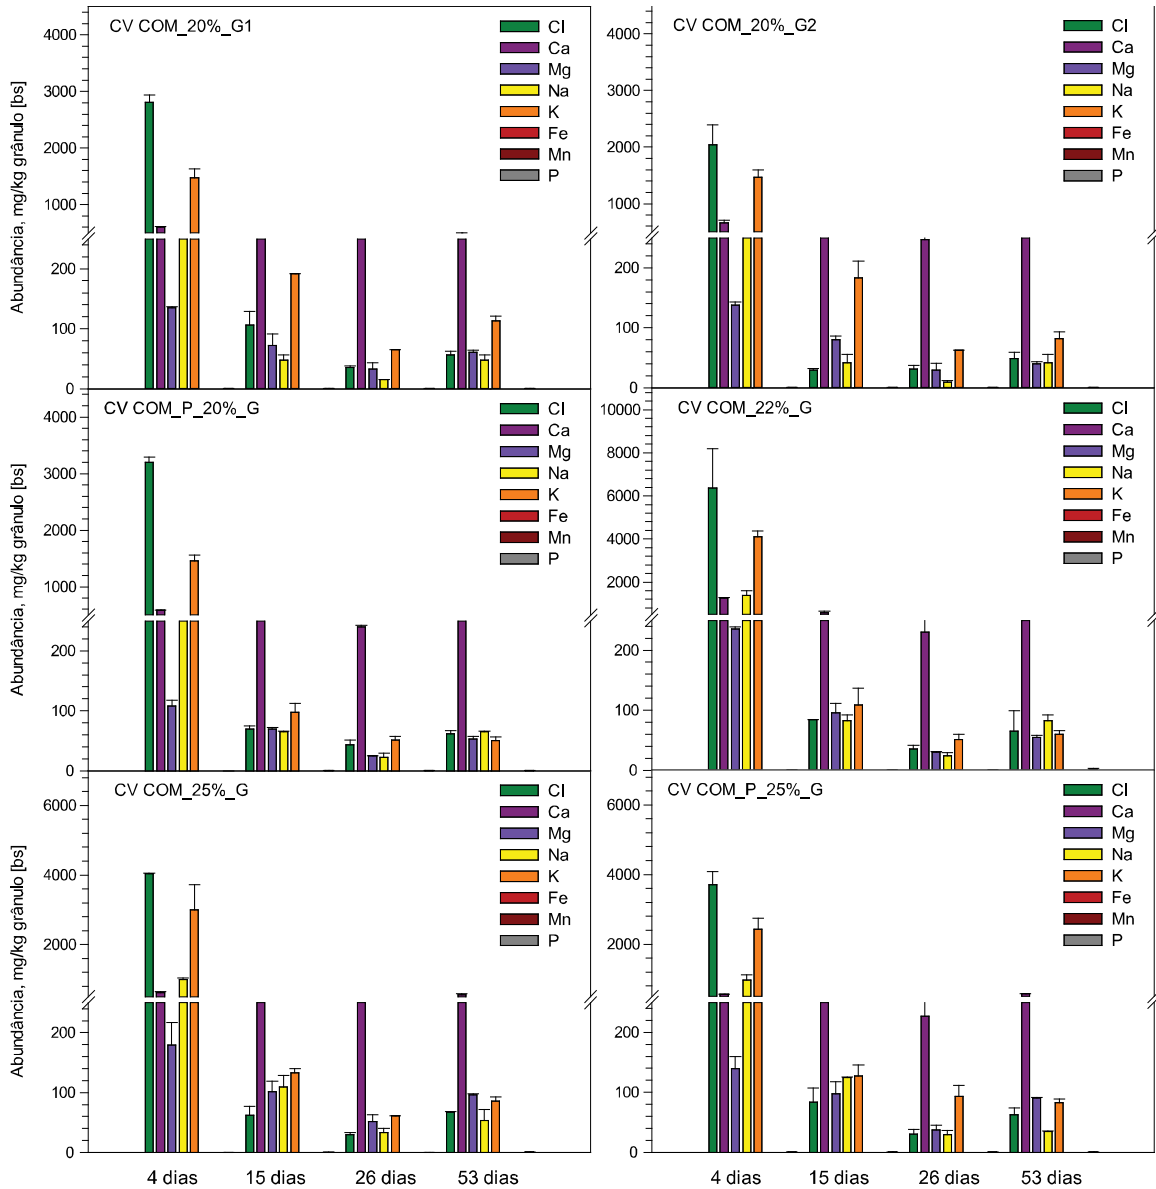 CV COM_20%_G1
Cl
Ca
Mg
Na
K
Fe
Mn
P
4000
3000
2000
1000
200
100
0
Abundância, mg/kg grânulo [bs]
CV COM_20%_G2
Cl
Ca
Mg
Na
K
Fe
Mn
P
4000
3000
2000
1000
200
100
0
CV COM_P_20%_G
Cl
Ca
Mg
Na
K
Fe
Mn
P
4000
3000
2000
1000
200
100
0
Abundância, mg/kg grânulo [bs]
CV COM_22%_G
Cl
Ca
Mg
Na
K
Fe
Mn
P
10000
8000
6000
4000
2000
200
100
0
CV COM_25%_G
Cl
Ca
Mg
Na
K
Fe
Mn
P
6000
4000
2000
200
100
0
Abundância, mg/kg grânulo [bs]
4 dias 15 dias 26 dias 53 dias
CV COM_P_25%_G
Cl
Ca
Mg
Na
K
Fe
Mn
P
6000
4000
2000
200
100
0
4 dias 15 dias 26 dias 53 dias